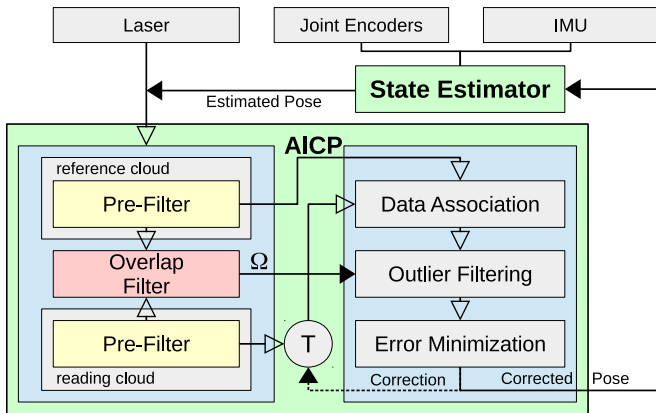 Laser
Joint Encoders
IMU
State Estimator
Estimated Pose
AICP
reference cloud
Pre-Filter
Data Association
Overlap
Filter
Ω
Outlier Filtering
Pre-Filter
T
Error Minimization
reading cloud
Correction
Corrected Pose